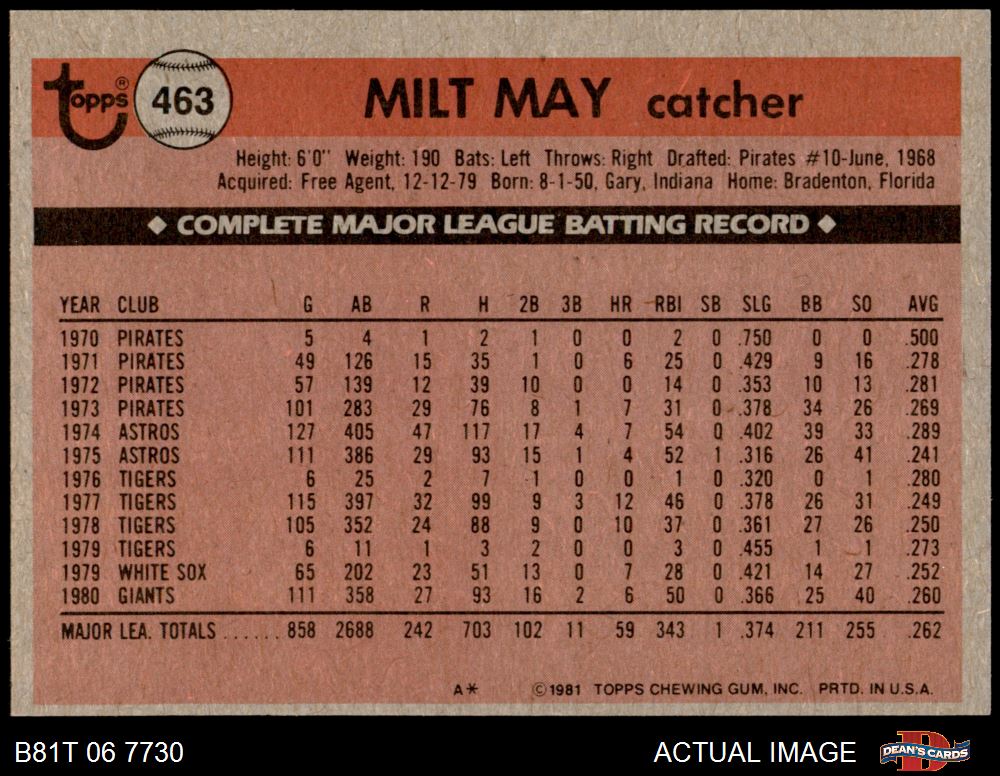 Topps® 463 MILT MAY catcher
Height: 6'0" Weight: 190 Bats: Left Throws: Right Drafted: Pirates #10-June, 1968
Acquired: Free Agent, 12-12-79 Born: 8-1-50, Gary, Indiana Home: Bradenton, Florida
◆ COMPLETE MAJOR LEAGUE BATTING RECORD ◆
YEAR CLUB G AB R H 2B 3B HR RBI SB SLG BB SO AVG
1970 PIRATES 5 4 1 2 1 0 0 2 0 .750 0 0 .500
1971 PIRATES 49 126 15 35 1 0 6 25 0 .429 9 16 .278
1972 PIRATES 57 139 12 39 10 0 0 14 0 .353 10 13 .281
1973 PIRATES 101 283 29 76 8 1 7 31 0 .378 34 26 .269
1974 ASTROS 127 405 47 117 17 4 7 54 0 .402 39 33 .289
1975 ASTROS 111 386 29 93 15 1 4 52 1 .316 26 41 .241
1976 TIGERS 6 25 2 7 1 0 0 1 0 .320 0 1 .280
1977 TIGERS 115 397 32 99 9 3 12 46 0 .378 26 31 .249
1978 TIGERS 105 352 24 88 9 0 10 37 0 .361 27 26 .250
1979 TIGERS 6 11 1 3 2 0 0 3 0 .455 1 1 .273
1979 WHITE SOX 65 202 23 51 13 0 7 28 0 .421 14 27 .252
1980 GIANTS 111 358 27 93 16 2 6 50 0 .366 25 40 .260
MAJOR LEA. TOTALS ...... 858 2688 242 703 102 11 59 343 1 .374 211 255 .262
A* ©1981 TOPPS CHEWING GUM, INC. PRTD. IN U.S.A.
B81T 06 7730 ACTUAL IMAGE D DEAN'S CARDS